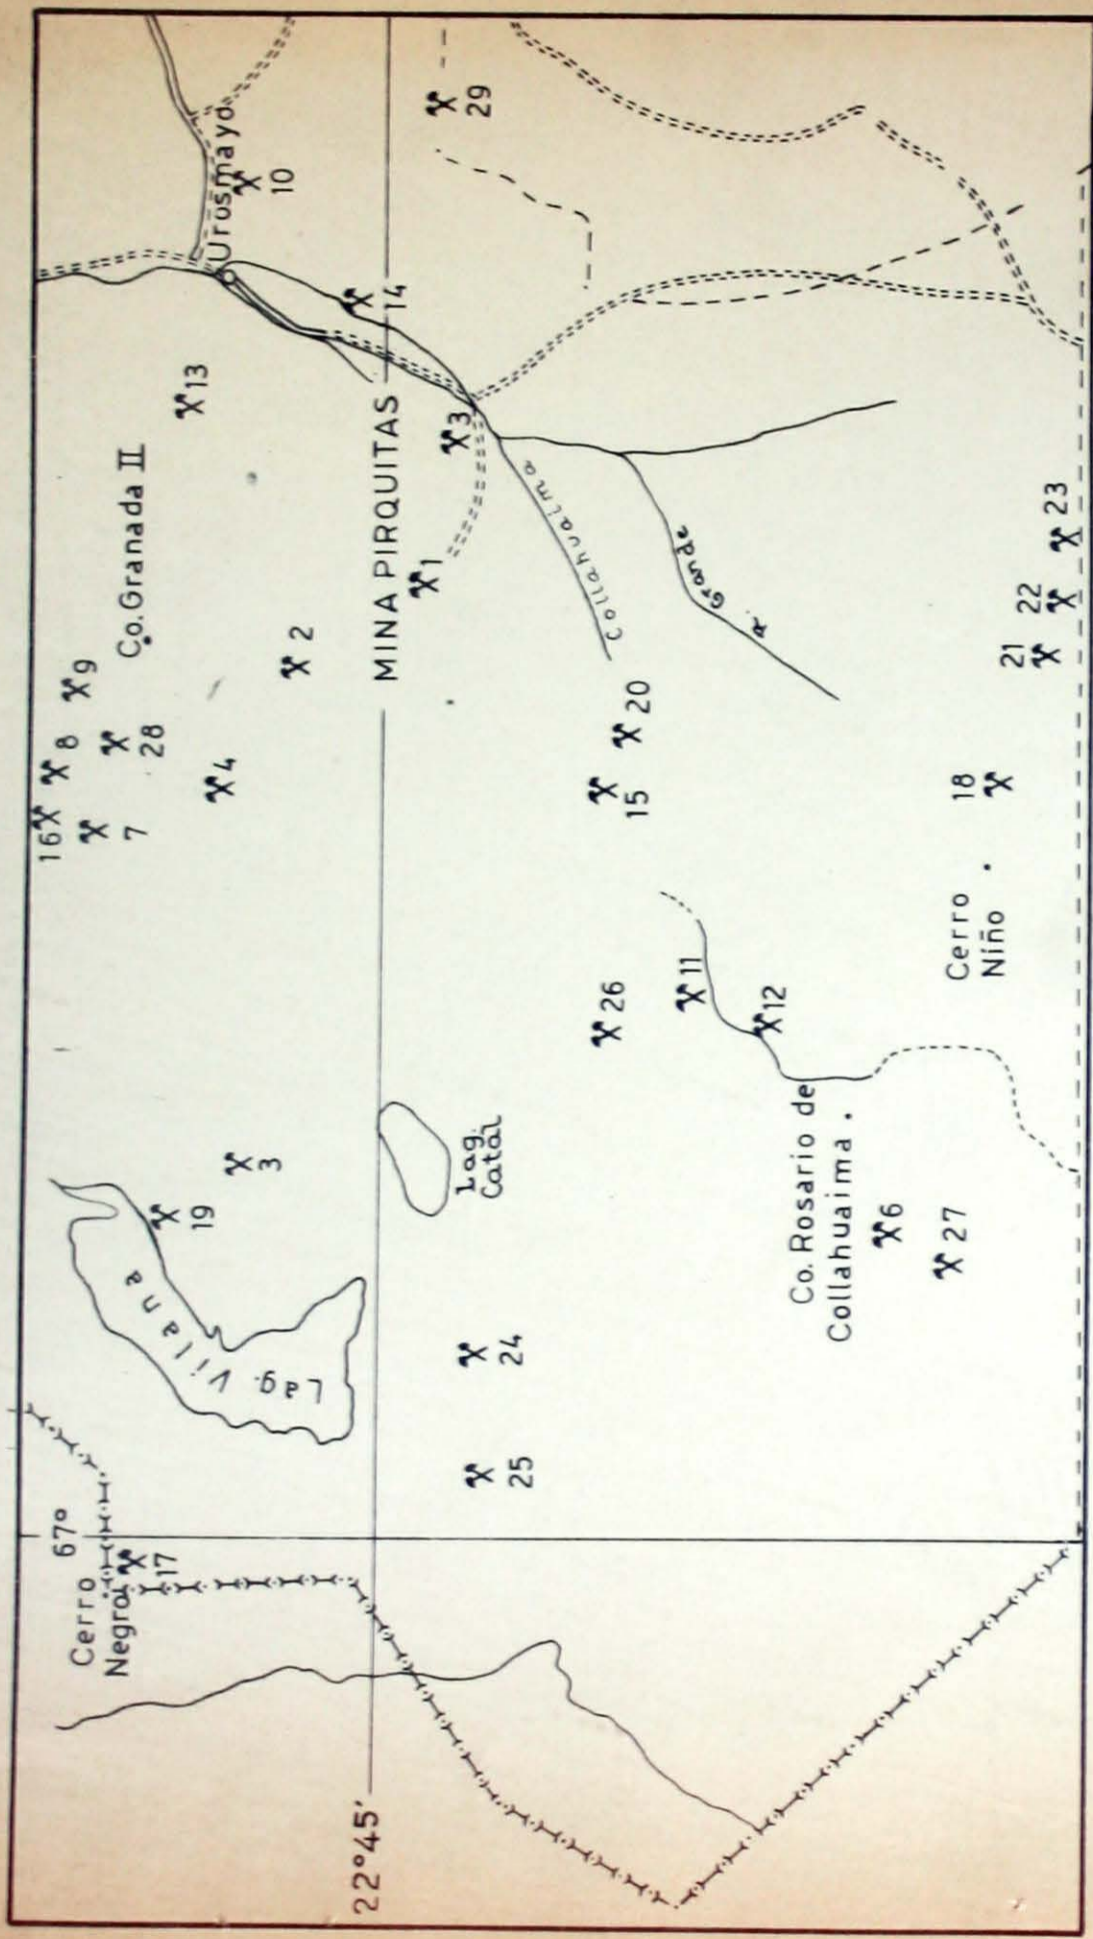 Cerro
Negro
67°
17
Lag. Vilama
19
3
16
8
9
7
28
Co. Granada II
4
2
13
Urusmayo
10
14
22°45'
MINA PIRQUITAS
29
25
24
Lag.
Catal
1
3
Collahuaima
R. Grande
26
15
20
11
12
Co. Rosario de
Collahuaima
6
27
Cerro
Niño
18
21
22
23